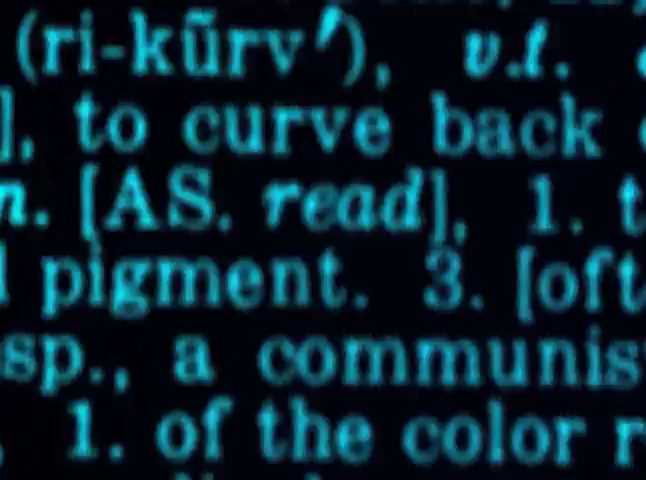 (ri-kũrv′), v.t.
], to curve back
n. [AS. read], 1.
pigment. 3. [oft
sp., a communis
1. of the color r